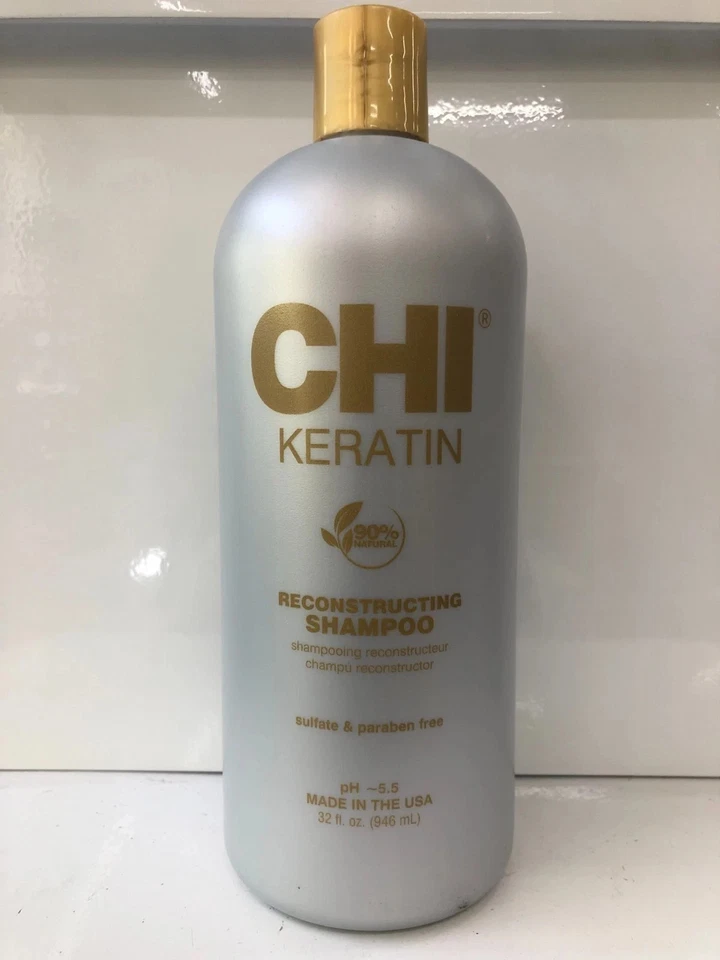 CHI®
KERATIN
90%
NATURAL
RECONSTRUCTING
SHAMPOO
shampooing reconstructeur
champú reconstructor
sulfate & paraben free
pH ~5.5
MADE IN THE USA
32 fl. oz. (946 mL)